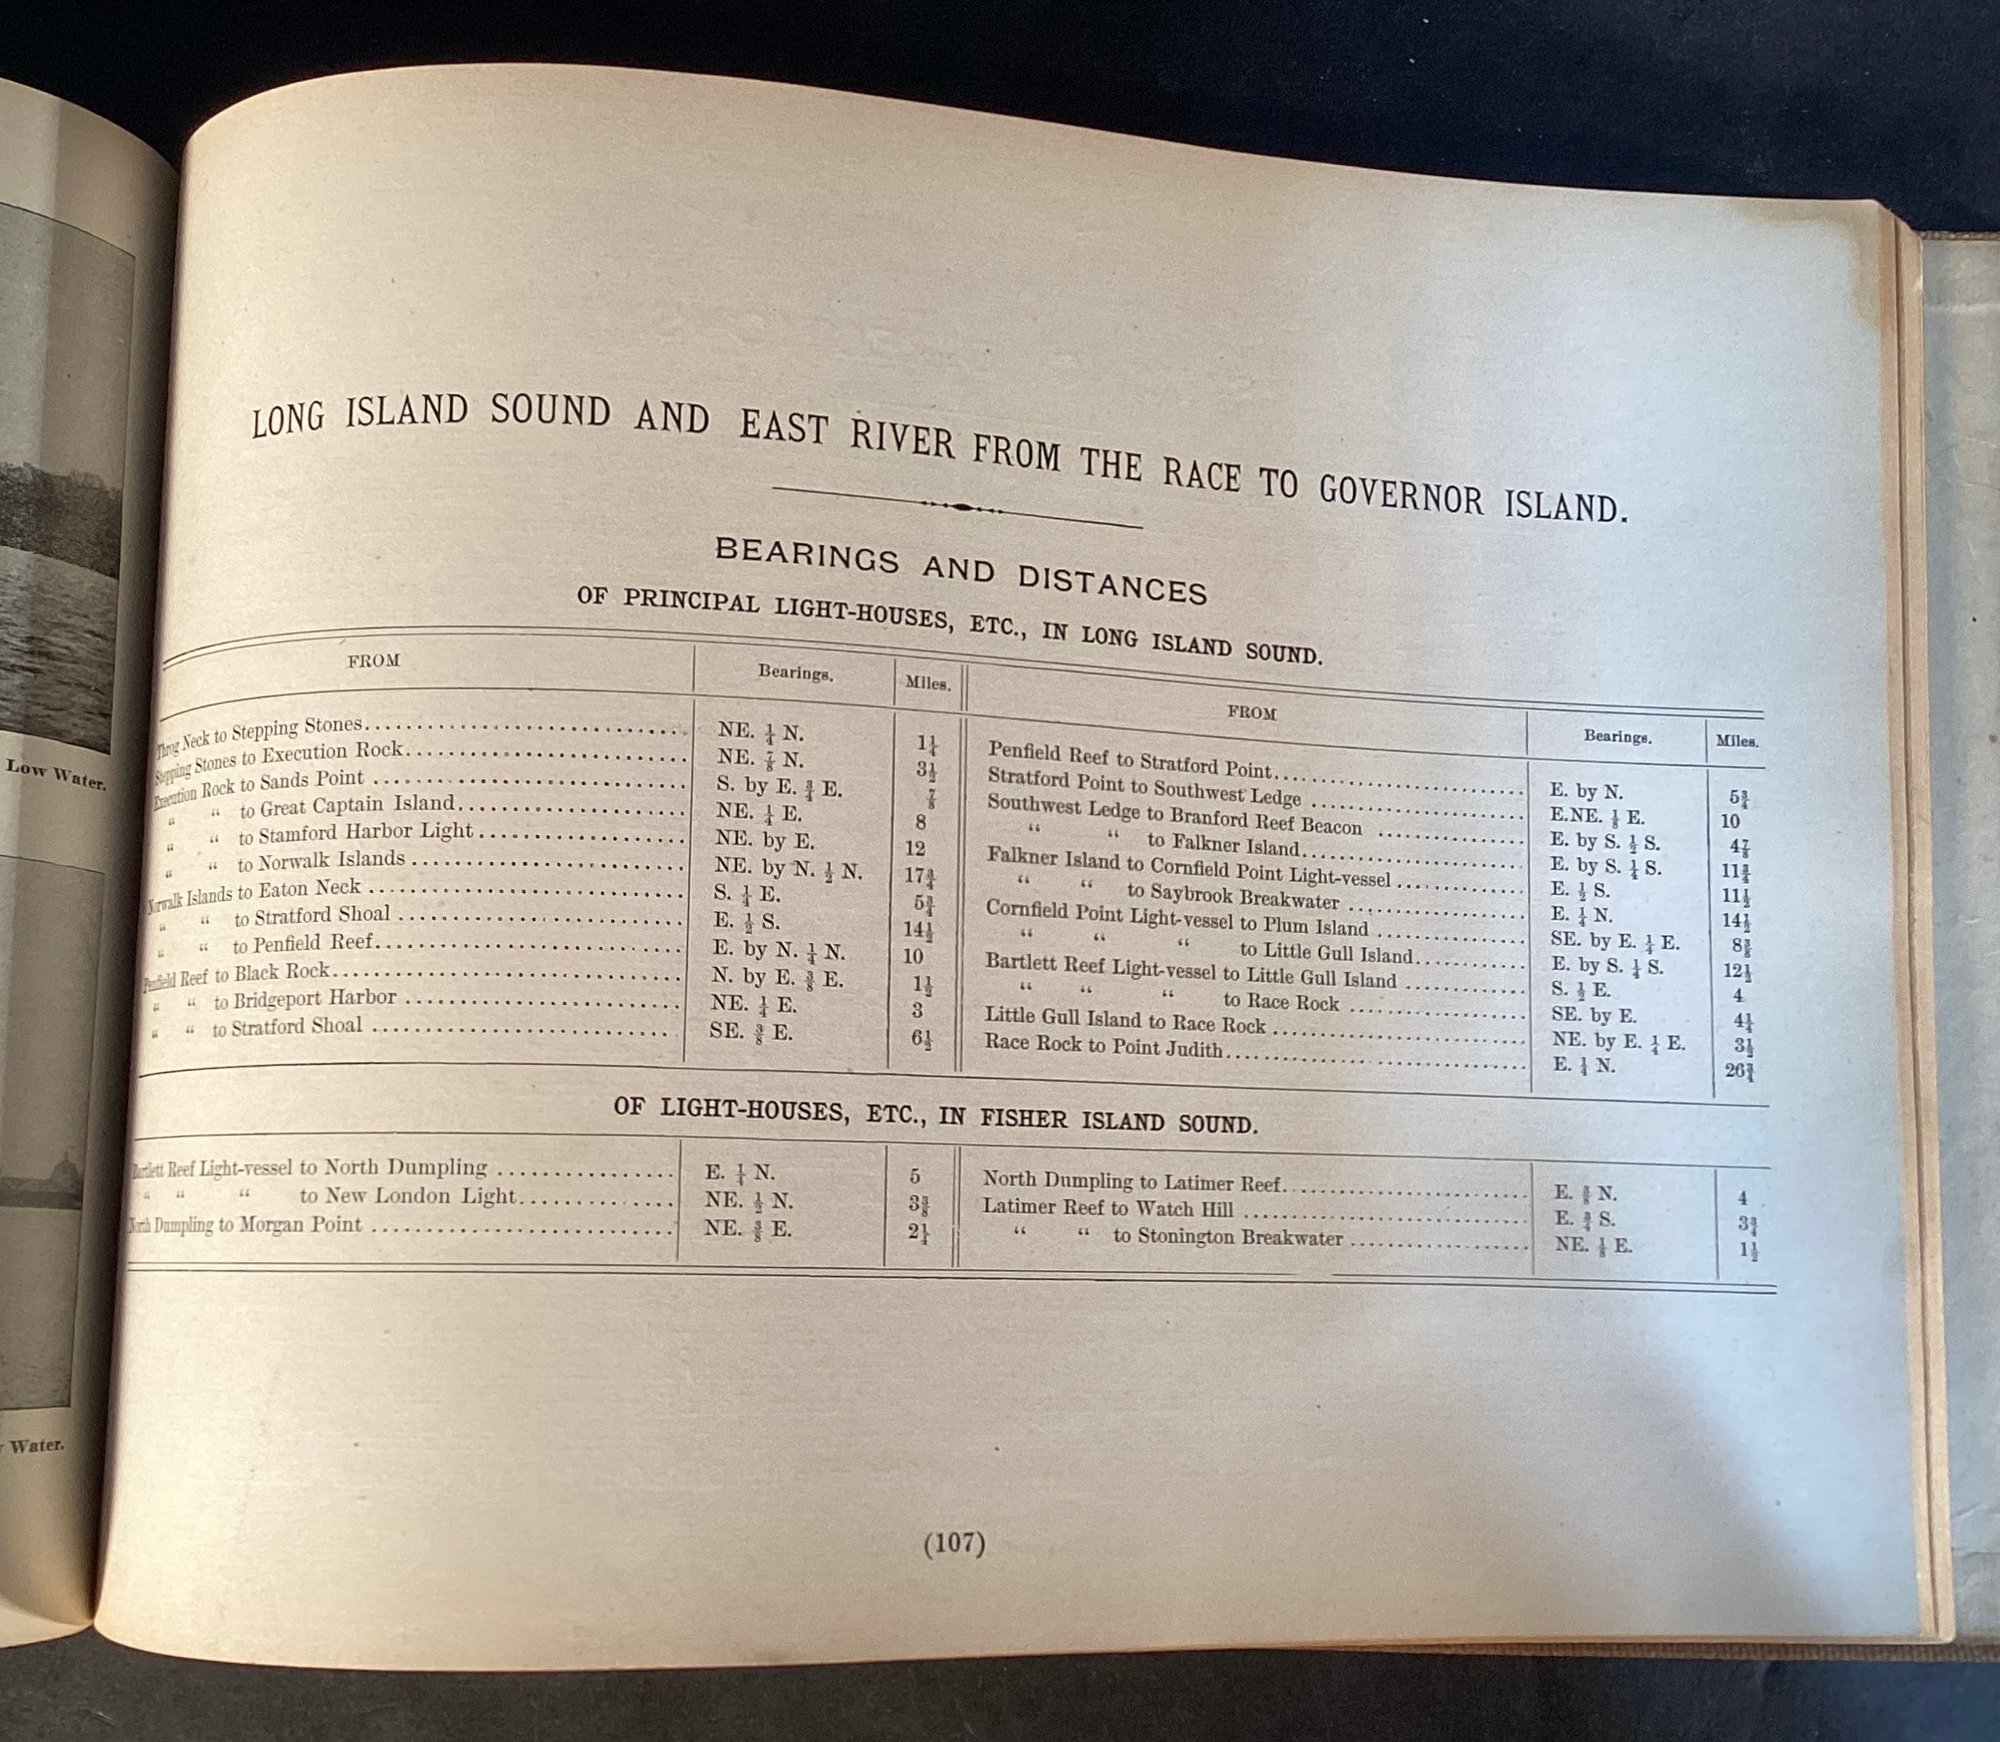 Low Water.
Water.
LONG ISLAND SOUND AND EAST RIVER FROM THE RACE TO GOVERNOR ISLAND.
BEARINGS AND DISTANCES
OF PRINCIPAL LIGHT-HOUSES, ETC., IN LONG ISLAND SOUND.
FROM Bearings. Miles.
Throg Neck to Stepping Stones NE. ¼ N. 1¼
Stepping Stones to Execution Rock NE. ⅞ N. 3½
Execution Rock to Sands Point S. by E. ¾ E. ⅞
“ “ to Great Captain Island NE. ¼ E. 8
“ “ to Stamford Harbor Light NE. by E. 12
“ “ to Norwalk Islands NE. by N. ½ N. 17¾
Norwalk Islands to Eaton Neck S. ¼ E. 5¾
“ “ to Stratford Shoal E. ½ S. 14½
“ “ to Penfield Reef E. by N. ¼ N. 10
Penfield Reef to Black Rock N. by E. ⅜ E. 1½
“ “ to Bridgeport Harbor NE. ¼ E. 3
“ “ to Stratford Shoal SE. ⅜ E. 6½
FROM Bearings. Miles.
Penfield Reef to Stratford Point E. by N. 5¾
Stratford Point to Southwest Ledge E.NE. ⅛ E. 10
Southwest Ledge to Branford Reef Beacon E. by S. ½ S. 4⅞
“ “ to Falkner Island E. by S. ¼ S. 11¾
Falkner Island to Cornfield Point Light-vessel E. ½ S. 11½
“ “ to Saybrook Breakwater E. ¼ N. 14½
Cornfield Point Light-vessel to Plum Island SE. by E. ¼ E. 8⅜
“ “ “ to Little Gull Island E. by S. ¼ S. 12½
Bartlett Reef Light-vessel to Little Gull Island S. ½ E. 4
“ “ “ to Race Rock SE. by E. 4¼
Little Gull Island to Race Rock NE. by E. ¼ E. 3½
Race Rock to Point Judith E. ¼ N. 26¾
OF LIGHT-HOUSES, ETC., IN FISHER ISLAND SOUND.
Bartlett Reef Light-vessel to North Dumpling E. ¼ N. 5
“ “ “ to New London Light NE. ½ N. 3⅜
North Dumpling to Morgan Point NE. ⅜ E. 2¼
North Dumpling to Latimer Reef E. ⅜ N. 4
Latimer Reef to Watch Hill E. ¾ S. 3¾
“ “ to Stonington Breakwater NE. ⅛ E. 1½
(107)